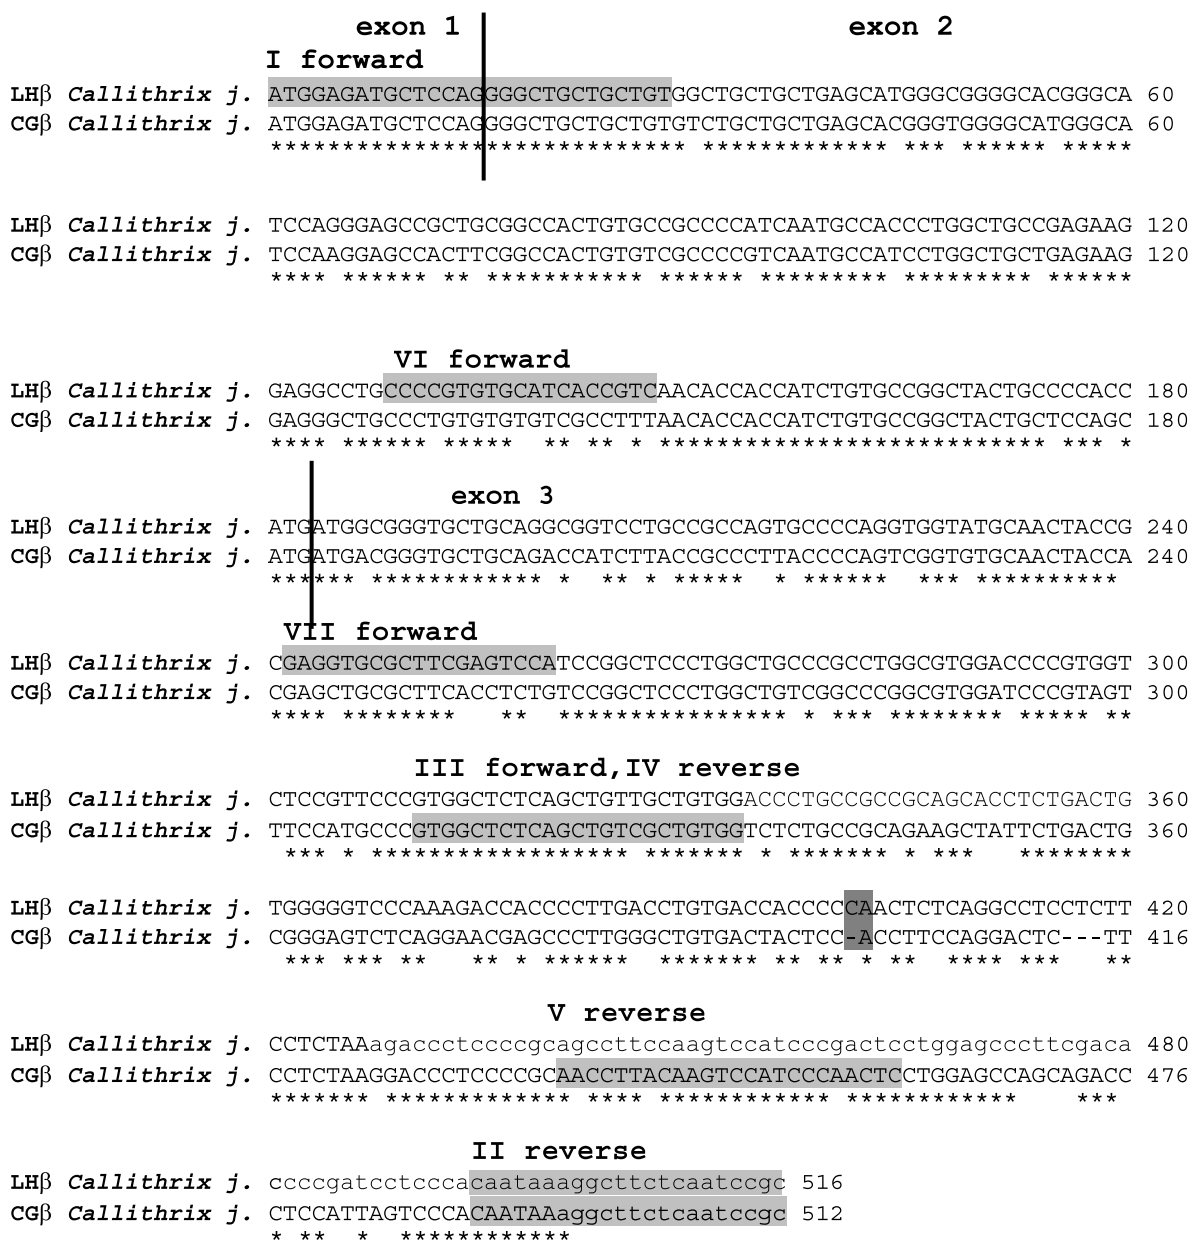 exon 1 exon 2
I forward
LHβ Callithrix j. ATGGAGATGCTCCAGGGGCTGCTGCTGTGGCTGCTGCTGAGCATGGGCGGGGCACGGGCA 60
CGβ Callithrix j. ATGGAGATGCTCCAGGGGCTGCTGCTGTGTCTGCTGCTGAGCACGGGTGGGGCATGGGCA 60
***************************** ************* *** ****** *****
LHβ Callithrix j. TCCAGGGAGCCGCTGCGGCCACTGTGCCGCCCCATCAATGCCACCCTGGCTGCCGAGAAG 120
CGβ Callithrix j. TCCAAGGAGCCACTTCGGCCACTGTGTCGCCCCGTCAATGCCATCCTGGCTGCTGAGAAG 120
**** ****** ** *********** ****** ********* ********* ******
VI forward
LHβ Callithrix j. GAGGCCTGCCCCGTGTGCATCACCGTCAACACCACCATCTGTGCCGGCTACTGCCCCACC 180
CGβ Callithrix j. GAGGGCTGCCCTGTGTGTGTCGCCTTTAACACCACCATCTGTGCCGGCTACTGCTCCAGC 180
**** ****** *****  ** ** * *************************** *** *
exon 3
LHβ Callithrix j. ATGATGGCGGGTGCTGCAGGCGGTCCTGCCGCCAGTGCCCCAGGTGGTATGCAACTACCG 240
CGβ Callithrix j. ATGATGACGGGTGCTGCAGACCATCTTACCGCCCTTACCCCAGTCGGTGTGCAACTACCA 240
****** ************ *  ** * *****  * ******  *** **********
VII forward
LHβ Callithrix j. CGAGGTGCGCTTCGAGTCCATCCGGCTCCCTGGCTGCCCGCCTGGCGTGGACCCCGTGGT 300
CGβ Callithrix j. CGAGCTGCGCTTCACCTCTGTCCGGCTCCCTGGCTGTCGGCCCGGCGTGGATCCCGTAGT 300
**** ********   **  **************** * *** ******** ***** **
III forward,IV reverse
LHβ Callithrix j. CTCCGTTCCCGTGGCTCTCAGCTGTTGCTGTGGACCCTGCCGCCGCAGCACCTCTGACTG 360
CGβ Callithrix j. TTCCATGCCCGTGGCTCTCAGCTGTCGCTGTGGTCTCTGCCGCAGAAGCTATTCTGACTG 360
*** * ****************** ******* * ******* * ***   ********
LHβ Callithrix j. TGGGGGTCCCAAAGACCACCCCTTGACCTGTGACCACCCCCAACTCTCAGGCCTCCTCTT 420
CGβ Callithrix j. CGGGAGTCTCAGGAACGAGCCCTTGGGCTGTGACTACTCC-ACCTTCCAGGACTC---TT 416
*** *** **   ** * ******  ******* ** ** * **  **** ***   **
V reverse
LHβ Callithrix j. CCTCTAAagaccctccccgcagccttccaagtccatcccgactcctggagcccttcgaca 480
CGβ Callithrix j. CCTCTAAGGACCCTCCCCGCAACCTTACAAGTCCATCCCAACTCCTGGAGCCAGCAGACC 476
******* ************* **** ************ ************    ***
II reverse
LHβ Callithrix j. ccccgatcctcccacaataaaggcttctcaatccgc 516
CGβ Callithrix j. CTCCATTAGTCCCACAATAAaggcttctcaatccgc 512
* **  *  ************